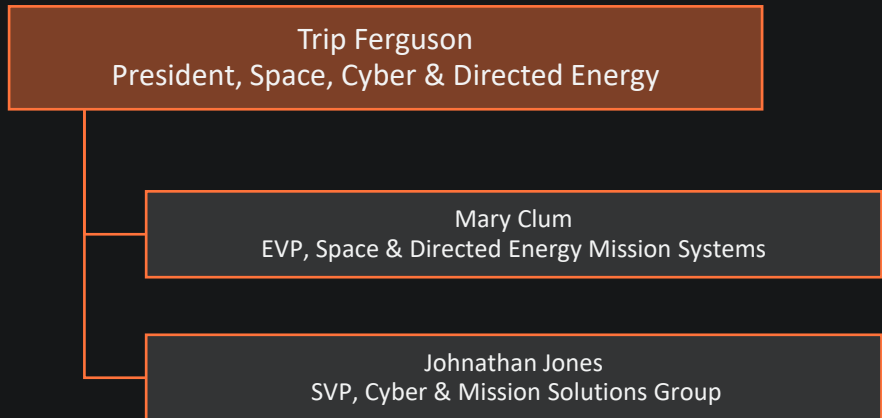 Trip Ferguson
President, Space, Cyber & Directed Energy
Mary Clum
EVP, Space & Directed Energy Mission Systems
Johnathan Jones
SVP, Cyber & Mission Solutions Group